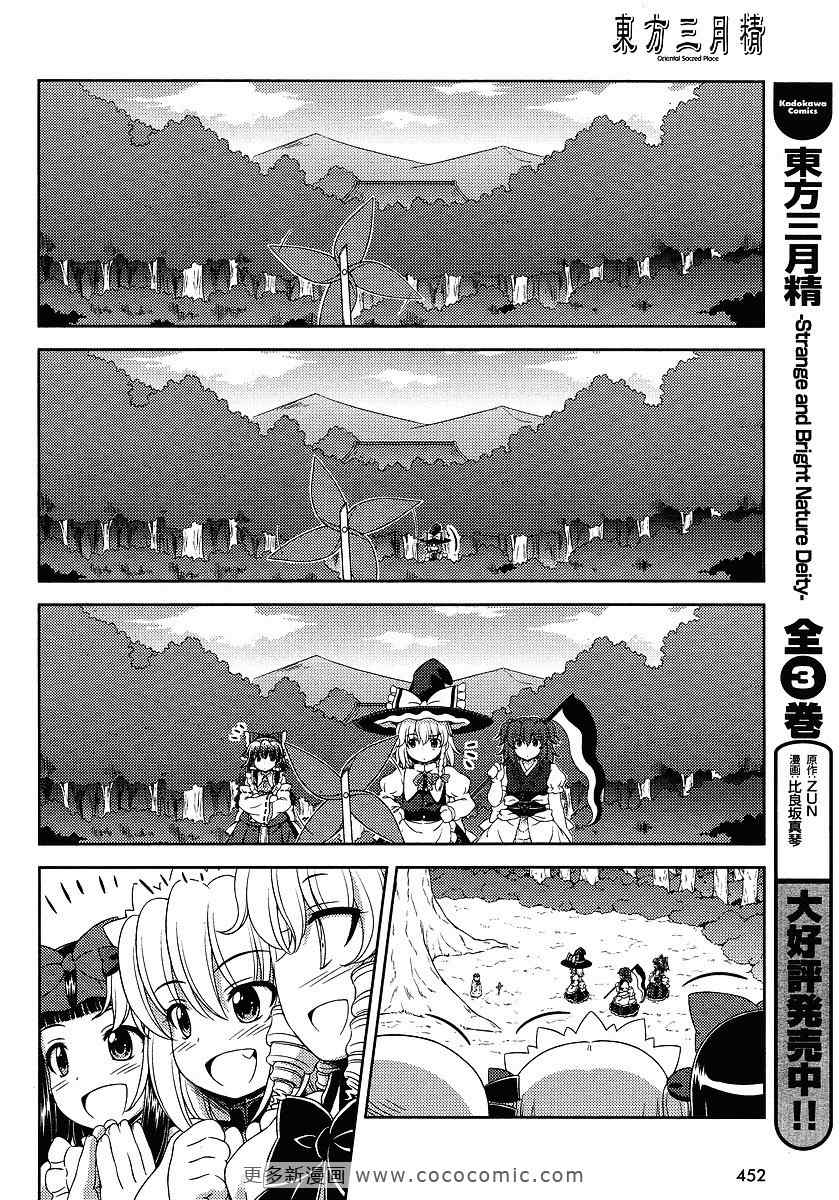 東方三月精
Oriental Sacred Place
Kadokawa
Comics
東方三月精
-Strange and Bright Nature Deity-
全3巻
原作:ZUN
漫画:比良坂真琴
大好評発売中!!
452
更多新漫画 www.cococomic.com